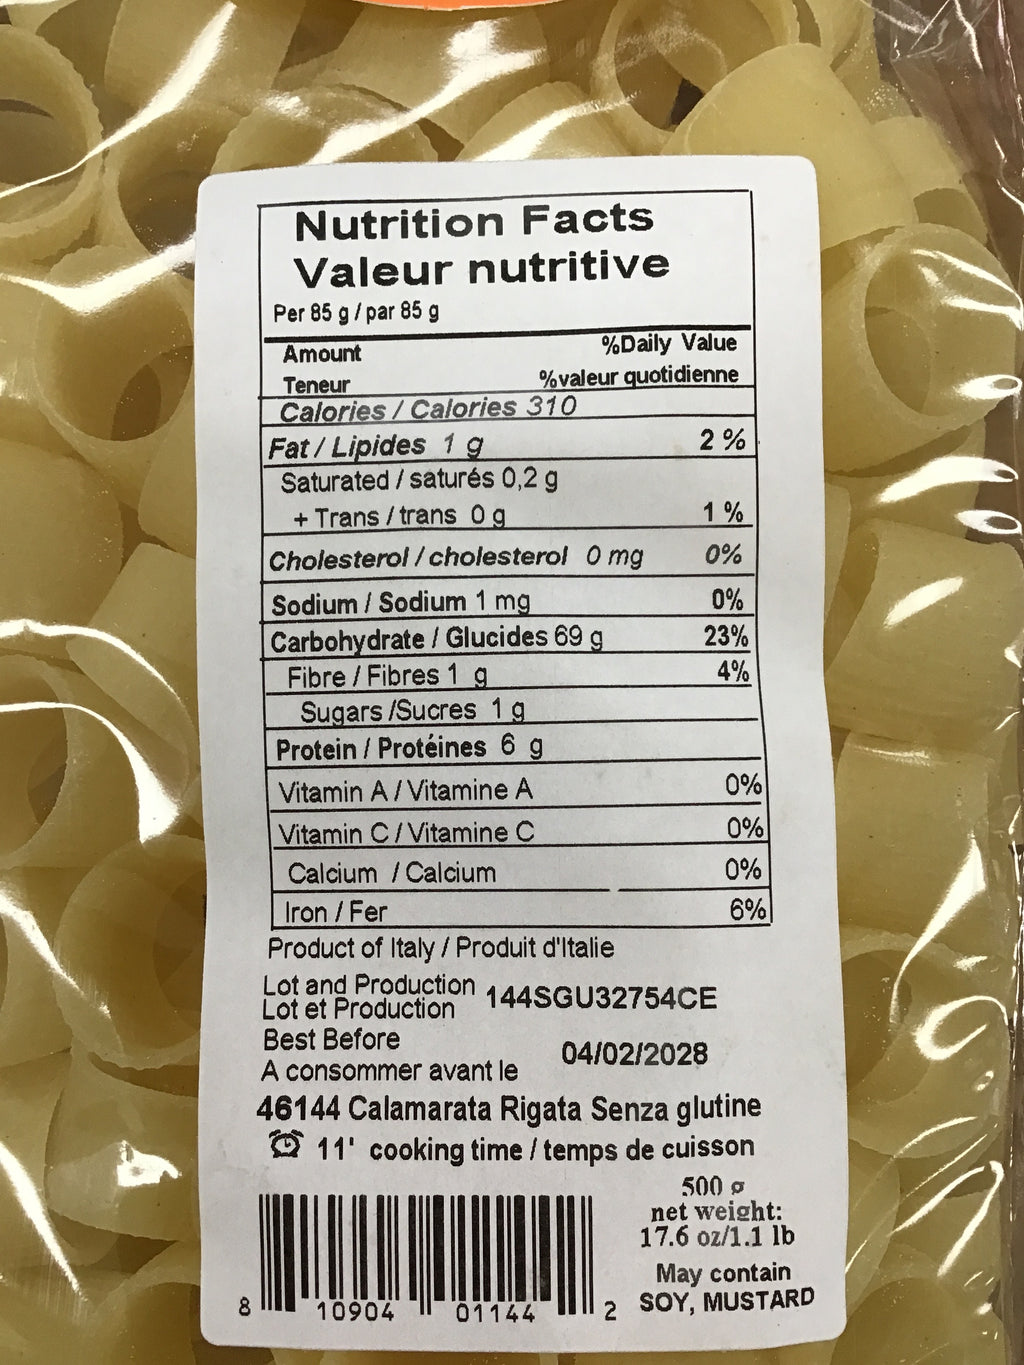 Nutrition Facts
Valeur nutritive
Per 85 g / par 85 g
Amount %Daily Value
Teneur %valeur quotidienne
Calories / Calories 310
Fat / Lipides 1 g 2 %
Saturated / saturés 0,2 g
+ Trans / trans 0 g 1 %
Cholesterol / cholesterol 0 mg 0%
Sodium / Sodium 1 mg 0%
Carbohydrate / Glucides 69 g 23%
Fibre / Fibres 1 g 4%
Sugars /Sucres 1 g
Protein / Protéines 6 g
Vitamin A / Vitamine A 0%
Vitamin C / Vitamine C 0%
Calcium / Calcium 0%
Iron / Fer 6%
Product of Italy / Produit d'Italie
Lot and Production
Lot et Production 144SGU32754CE
Best Before
A consommer avant le 04/02/2028
46144 Calamarata Rigata Senza glutine
11' cooking time / temps de cuisson
500 g
net weight:
17.6 oz/1.1 lb
May contain
SOY, MUSTARD
8 10904 01144 2